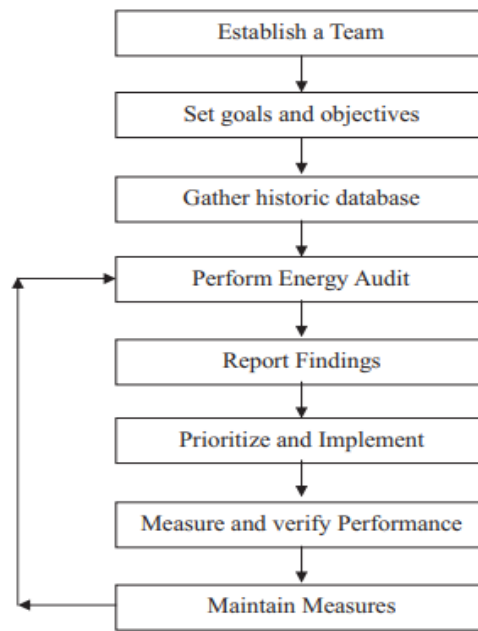 Establish a Team
Set goals and objectives
Gather historic database
Perform Energy Audit
Report Findings
Prioritize and Implement
Measure and verify Performance
Maintain Measures